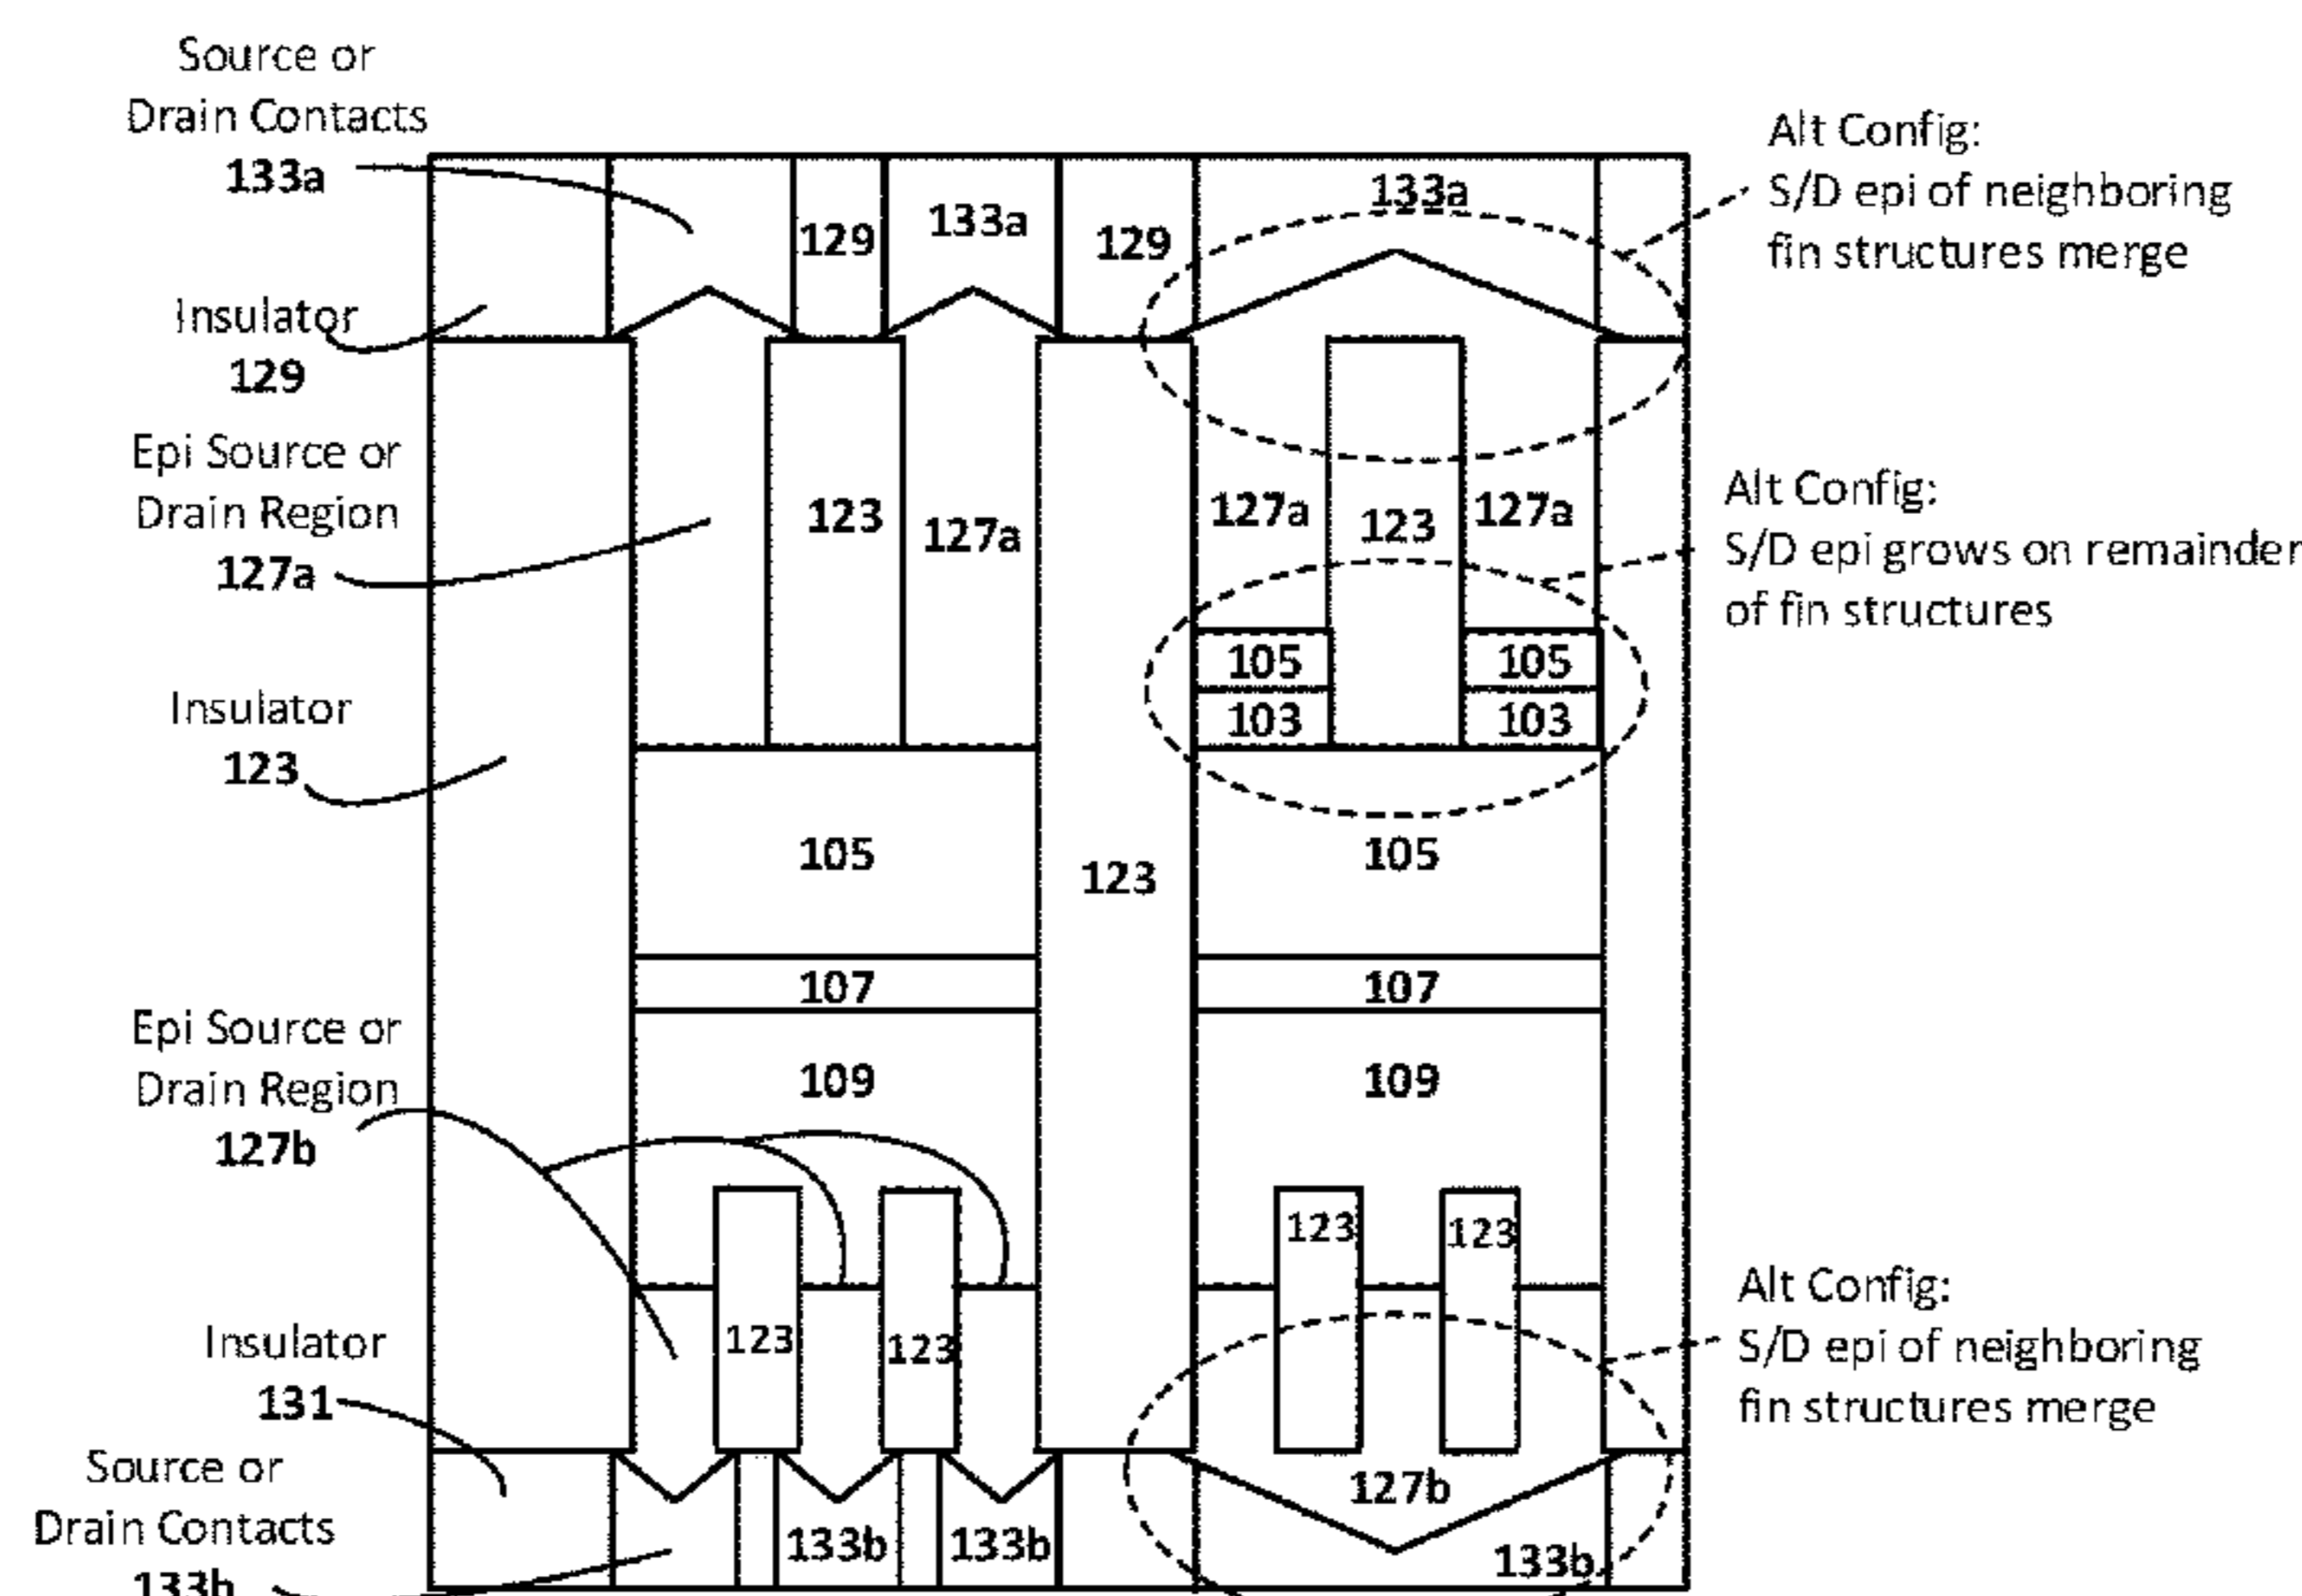 Source or
Drain Contacts
133a
Insulator
129
Epi Source or
Drain Region
127a
Insulator
123
Epi Source or
Drain Region
127b
Insulator
131
Source or
Drain Contacts
133b
129
133a
129
133a
123
127a
127a
123
127a
105
105
103
103
105
123
105
107
107
109
109
123
123
123
123
127b
133b
133b
133b
Alt Config:
S/D epi of neighboring
fin structures merge
Alt Config:
S/D epi grows on remainder
of fin structures
Alt Config:
S/D epi of neighboring
fin structures merge